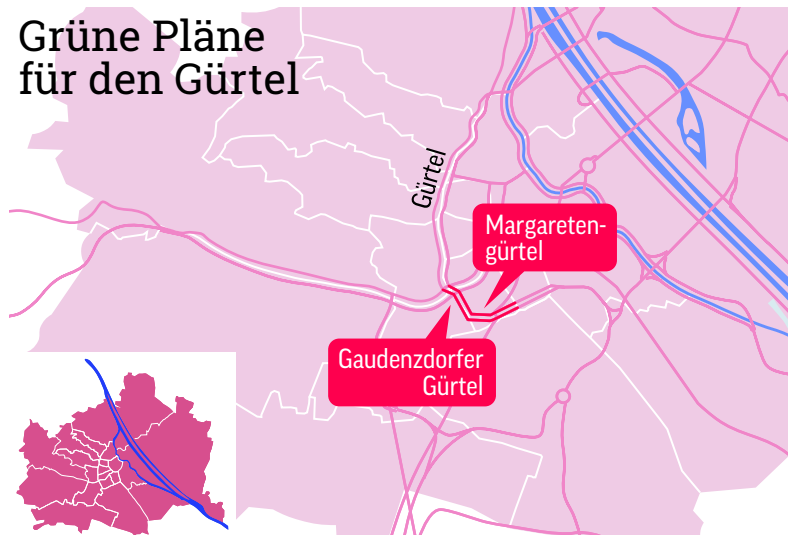 Grüne Pläne
für den Gürtel
Gürtel
Margareten-
gürtel
Gaudenzdorfer
Gürtel